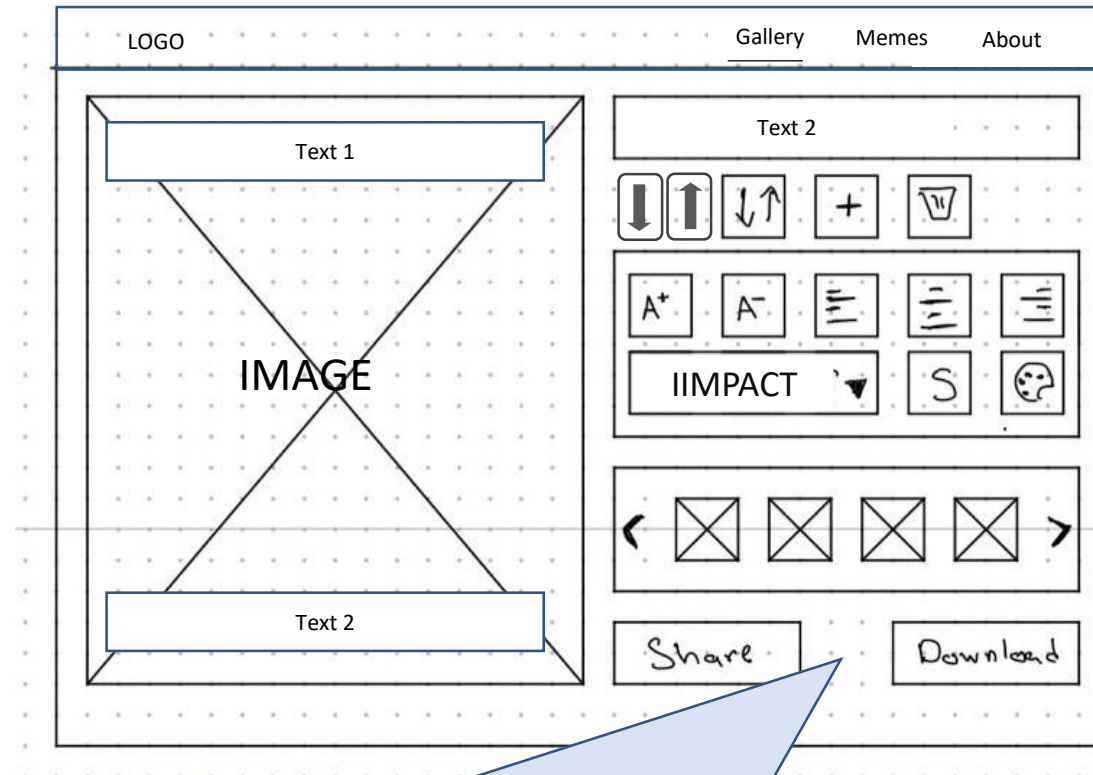 LOGO
Gallery Memes About
Text 1
IMAGE
Text 2
Text 2
A+ A-
IIMPACT S
Share Download